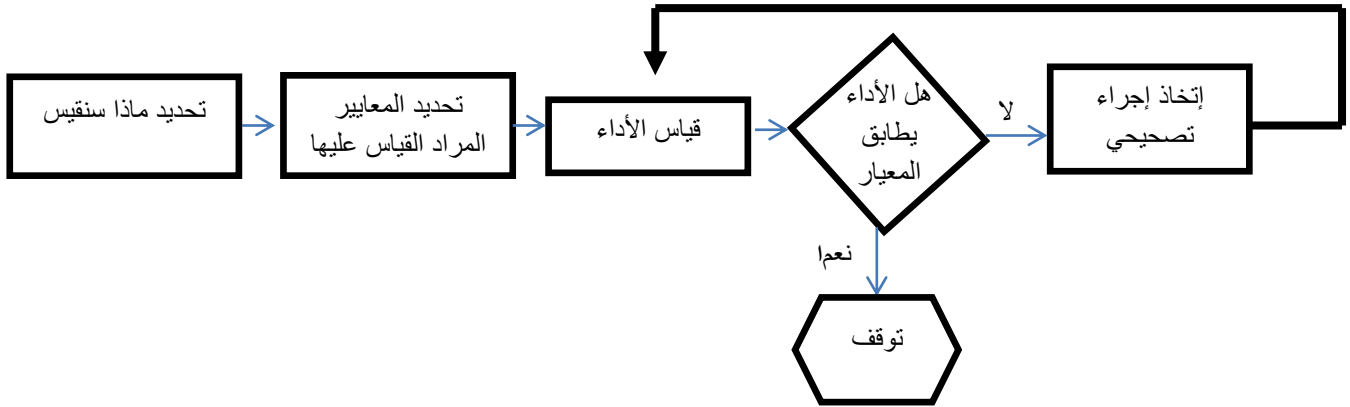 تحديد ماذا سنقيس
تحديد المعايير
المراد القياس عليها
قياس الأداء
هل الأداء
يطابق
المعيار
لا
إتخاذ إجراء
تصحيحي
نعما
توقف